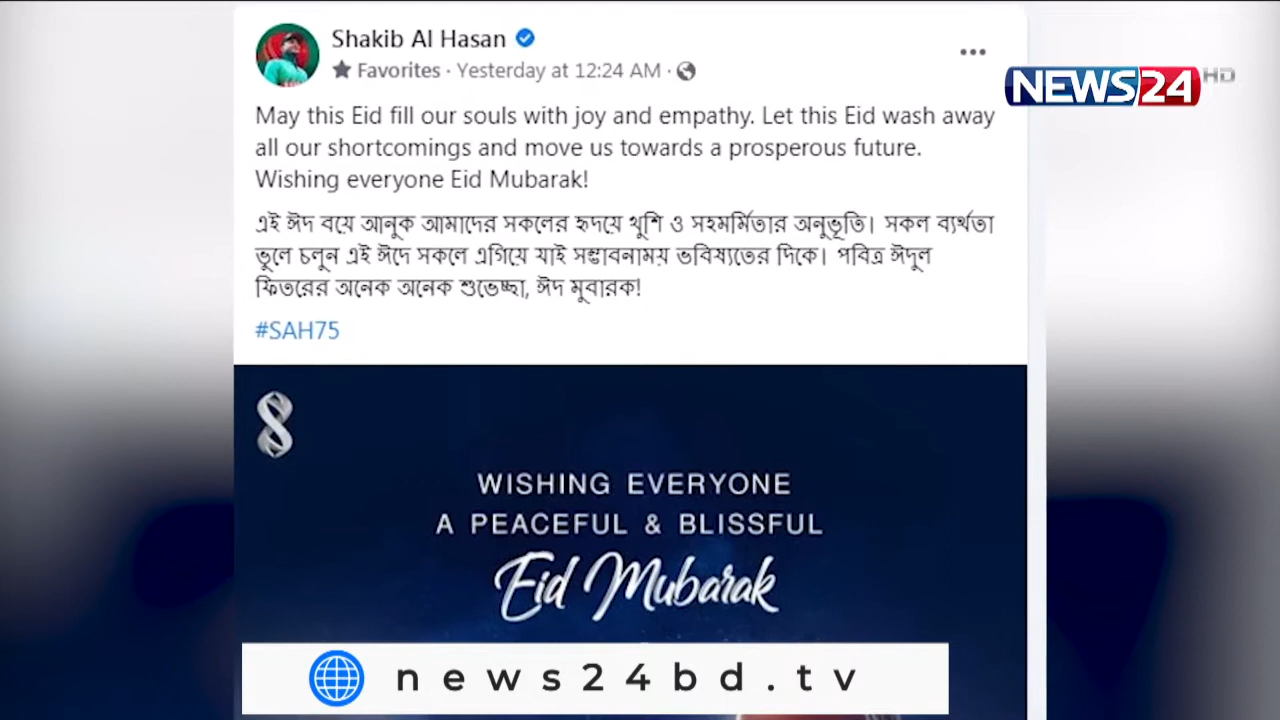 Shakib Al Hasan
Favorites · Yesterday at 12:24 AM ·
NEWS24 HD
May this Eid fill our souls with joy and empathy. Let this Eid wash away
all our shortcomings and move us towards a prosperous future.
Wishing everyone Eid Mubarak!
এই ঈদ বয়ে আনুক আমাদের সকলের হৃদয়ে খুশি ও সহমর্মিতার অনুভূতি। সকল ব্যর্থতা
ভুলে চলুন এই ঈদে সকলে এগিয়ে যাই সম্ভাবনাময় ভবিষ্যতের দিকে। পবিত্র ঈদুল
ফিতরের অনেক অনেক শুভেচ্ছা, ঈদ মুবারক!
#SAH75
WISHING EVERYONE
A PEACEFUL & BLISSFUL
Eid Mubarak
news24bd.tv